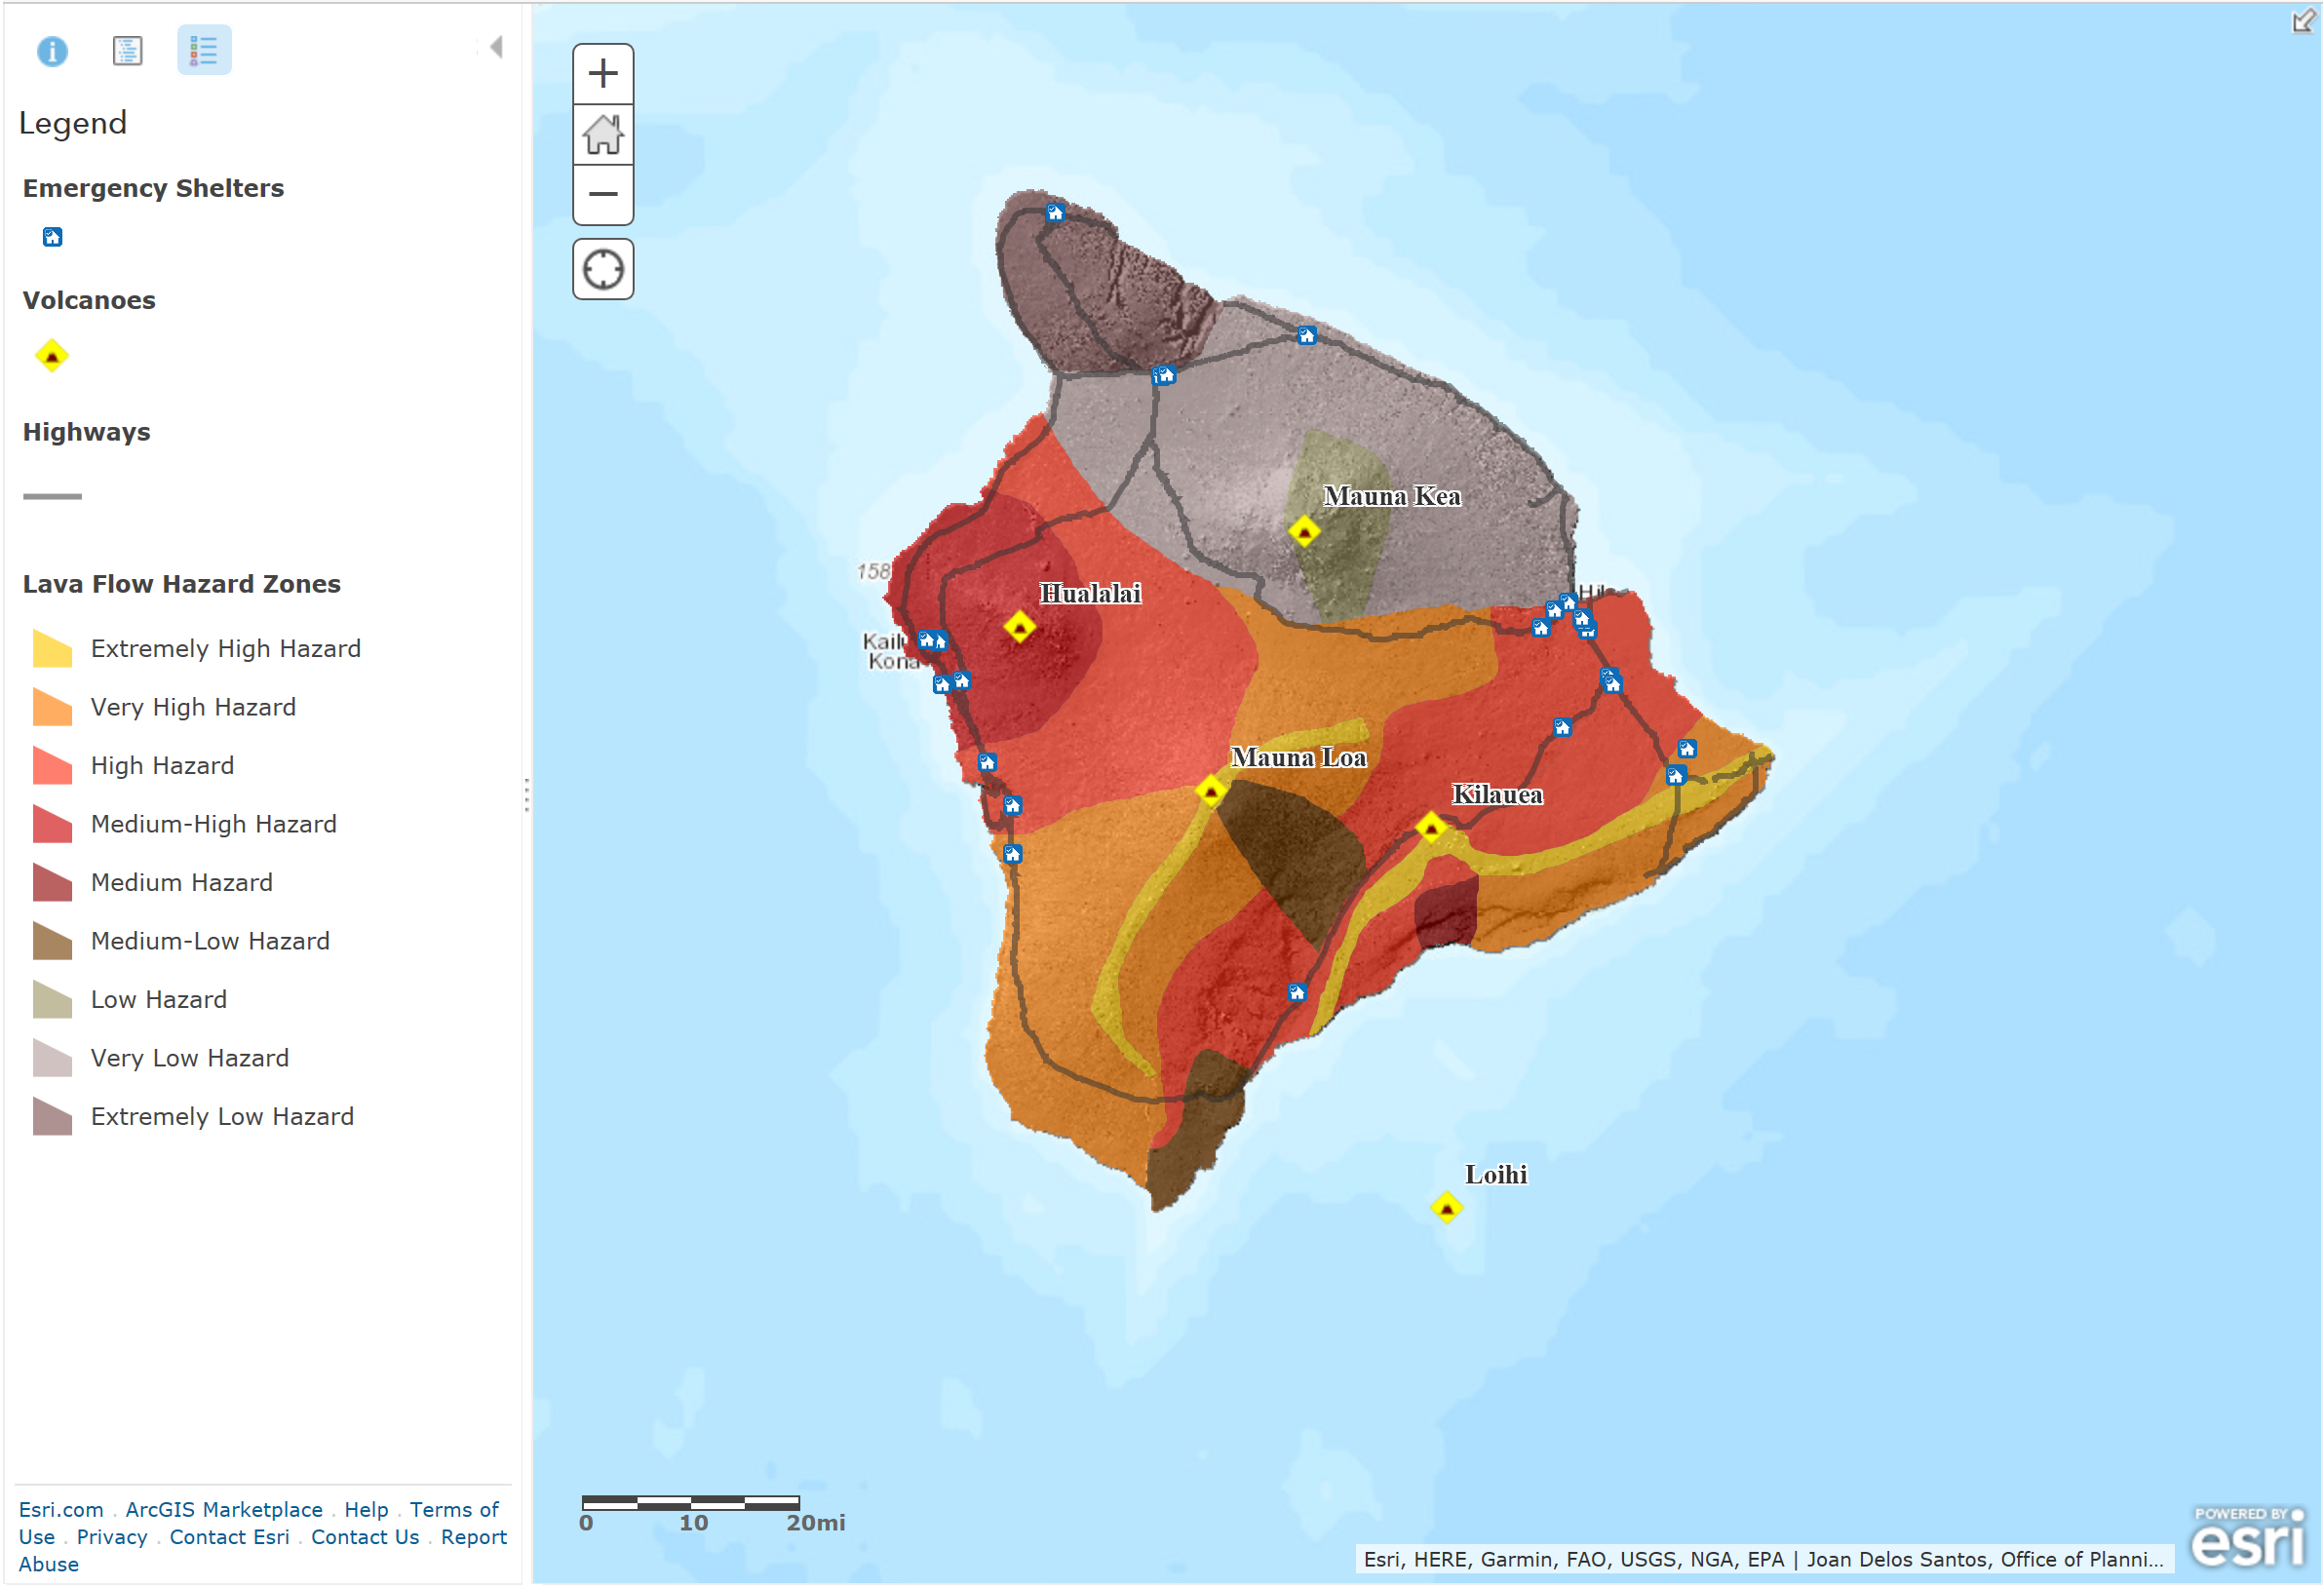 Legend
Emergency Shelters
Volcanoes
Highways
Lava Flow Hazard Zones
Extremely High Hazard
Very High Hazard
High Hazard
Medium-High Hazard
Medium Hazard
Medium-Low Hazard
Low Hazard
Very Low Hazard
Extremely Low Hazard
Esri.com . ArcGIS Marketplace . Help . Terms of
Use . Privacy . Contact Esri . Contact Us . Report
Abuse
Mauna Kea
158
Hualalai
Kona
Mauna Loa
Kilauea
Loihi
0 10 20mi
POWERED BY
esri
Esri, HERE, Garmin, FAO, USGS, NGA, EPA | Joan Delos Santos, Office of Planni...